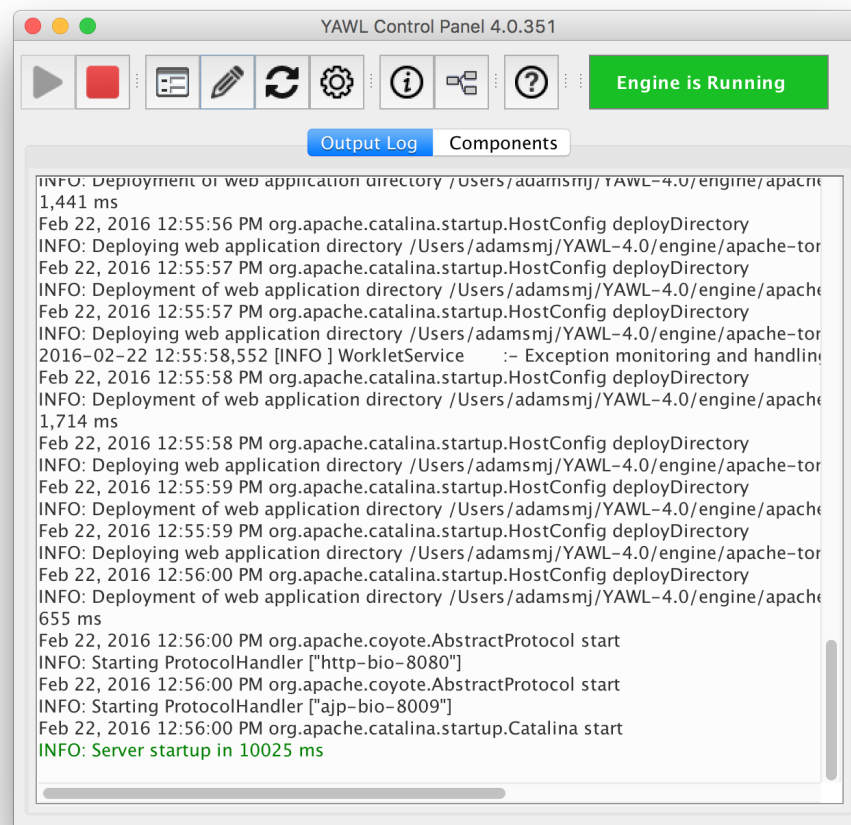 YAWL Control Panel 4.0.351
Engine is Running
Output Log Components
INFO: Deployment of web application directory /Users/adamsmj/YAWL-4.0/engine/apache
1,441 ms
Feb 22, 2016 12:55:56 PM org.apache.catalina.startup.HostConfig deployDirectory
INFO: Deploying web application directory /Users/adamsmj/YAWL-4.0/engine/apache-tor
Feb 22, 2016 12:55:57 PM org.apache.catalina.startup.HostConfig deployDirectory
INFO: Deployment of web application directory /Users/adamsmj/YAWL-4.0/engine/apache
Feb 22, 2016 12:55:57 PM org.apache.catalina.startup.HostConfig deployDirectory
INFO: Deploying web application directory /Users/adamsmj/YAWL-4.0/engine/apache-tor
2016-02-22 12:55:58,552 [INFO ] WorkletService :- Exception monitoring and handling
Feb 22, 2016 12:55:58 PM org.apache.catalina.startup.HostConfig deployDirectory
INFO: Deployment of web application directory /Users/adamsmj/YAWL-4.0/engine/apache
1,714 ms
Feb 22, 2016 12:55:58 PM org.apache.catalina.startup.HostConfig deployDirectory
INFO: Deploying web application directory /Users/adamsmj/YAWL-4.0/engine/apache-tor
Feb 22, 2016 12:55:59 PM org.apache.catalina.startup.HostConfig deployDirectory
INFO: Deployment of web application directory /Users/adamsmj/YAWL-4.0/engine/apache
Feb 22, 2016 12:55:59 PM org.apache.catalina.startup.HostConfig deployDirectory
INFO: Deploying web application directory /Users/adamsmj/YAWL-4.0/engine/apache-tor
Feb 22, 2016 12:56:00 PM org.apache.catalina.startup.HostConfig deployDirectory
INFO: Deployment of web application directory /Users/adamsmj/YAWL-4.0/engine/apache
655 ms
Feb 22, 2016 12:56:00 PM org.apache.coyote.AbstractProtocol start
INFO: Starting ProtocolHandler ["http-bio-8080"]
Feb 22, 2016 12:56:00 PM org.apache.coyote.AbstractProtocol start
INFO: Starting ProtocolHandler ["ajp-bio-8009"]
Feb 22, 2016 12:56:00 PM org.apache.catalina.startup.Catalina start
INFO: Server startup in 10025 ms